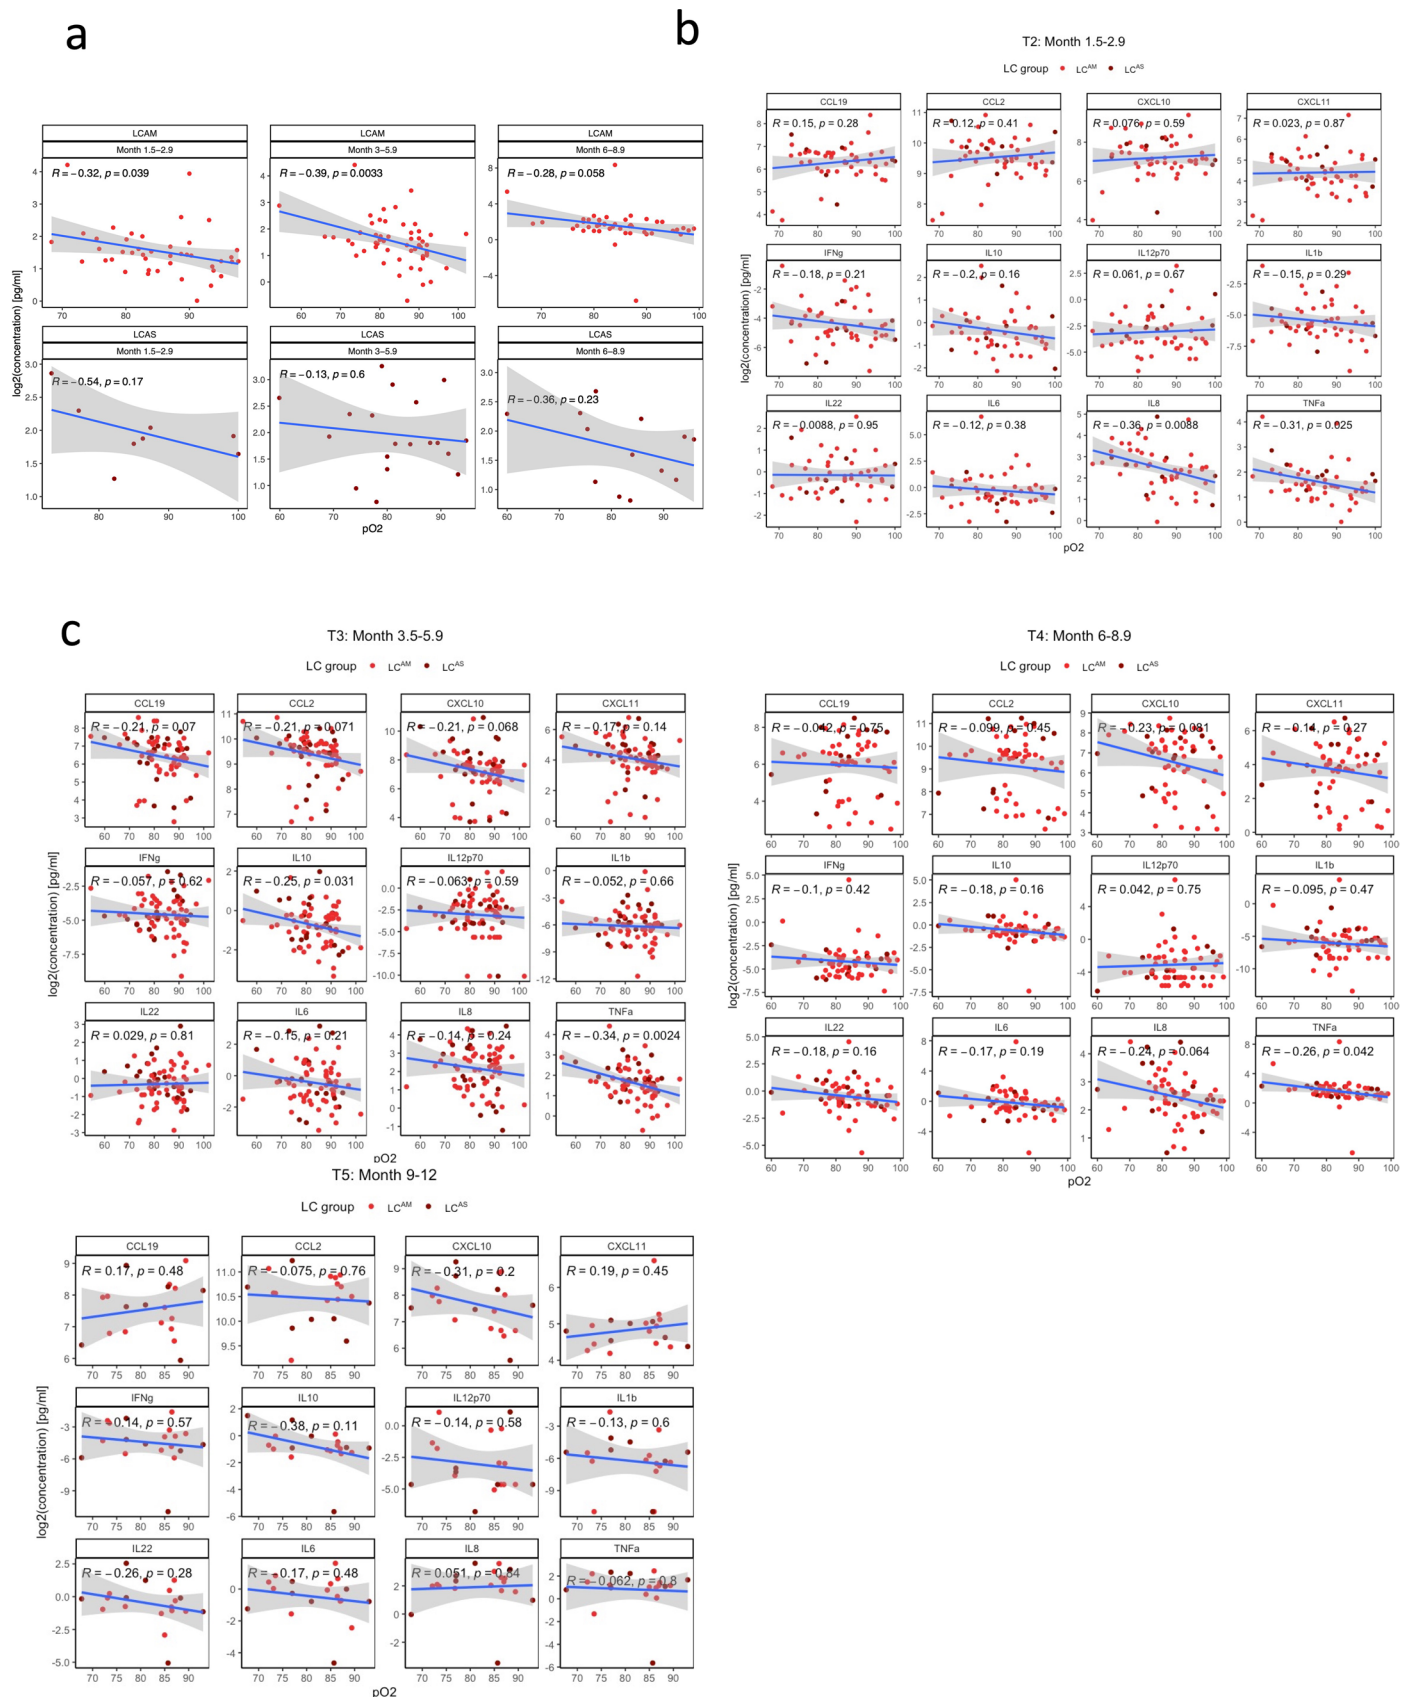 a
LCAM
LCAM
LCAM
Month 1.5−2.9
Month 3−5.9
Month 6−8.9
R = −0.32, p = 0.039
R = −0.39, p = 0.0033
R = −0.28, p = 0.058
LCAS
LCAS
LCAS
Month 1.5−2.9
Month 3−5.9
Month 6−8.9
R = −0.54, p = 0.17
R = −0.13, p = 0.6
R = −0.36, p = 0.23
log2(concentration) [pg/ml]
pO2
b
T2: Month 1.5-2.9
LC group LCAM LCAS
CCL19 CCL2 CXCL10 CXCL11
R = 0.15, p = 0.28
R = 0.12, p = 0.41
R = 0.076, p = 0.59
R = 0.023, p = 0.87
IFNg IL10 IL12p70 IL1b
R = −0.18, p = 0.21
R = −0.2, p = 0.16
R = 0.061, p = 0.67
R = −0.15, p = 0.29
IL22 IL6 IL8 TNFa
R = −0.0088, p = 0.95
R = −0.12, p = 0.38
R = −0.36, p = 0.0088
R = −0.31, p = 0.025
log2(concentration) [pg/ml]
pO2
c
T3: Month 3.5-5.9
LC group LCAM LCAS
CCL19 CCL2 CXCL10 CXCL11
R = −0.21, p = 0.07
R = −0.21, p = 0.071
R = −0.21, p = 0.068
R = −0.17, p = 0.14
IFNg IL10 IL12p70 IL1b
R = −0.057, p = 0.62
R = −0.25, p = 0.031
R = −0.063, p = 0.59
R = −0.052, p = 0.66
IL22 IL6 IL8 TNFa
R = 0.029, p = 0.81
R = −0.15, p = 0.21
R = −0.14, p = 0.24
R = −0.34, p = 0.0024
log2(concentration) [pg/ml]
pO2
T4: Month 6-8.9
LC group LCAM LCAS
CCL19 CCL2 CXCL10 CXCL11
R = −0.042, p = 0.75
R = −0.099, p = 0.45
R = −0.23, p = 0.081
R = −0.14, p = 0.27
IFNg IL10 IL12p70 IL1b
R = −0.1, p = 0.42
R = −0.18, p = 0.16
R = 0.042, p = 0.75
R = −0.095, p = 0.47
IL22 IL6 IL8 TNFa
R = −0.18, p = 0.16
R = −0.17, p = 0.19
R = −0.24, p = 0.064
R = −0.26, p = 0.042
log2(concentration) [pg/ml]
pO2
T5: Month 9-12
LC group LCAM LCAS
CCL19 CCL2 CXCL10 CXCL11
R = 0.17, p = 0.48
R = −0.075, p = 0.76
R = −0.31, p = 0.2
R = 0.19, p = 0.45
IFNg IL10 IL12p70 IL1b
R = −0.14, p = 0.57
R = −0.38, p = 0.11
R = −0.14, p = 0.58
R = −0.13, p = 0.6
IL22 IL6 IL8 TNFa
R = −0.26, p = 0.28
R = −0.17, p = 0.48
R = 0.051, p = 0.84
R = −0.062, p = 0.8
log2(concentration) [pg/ml]
pO2